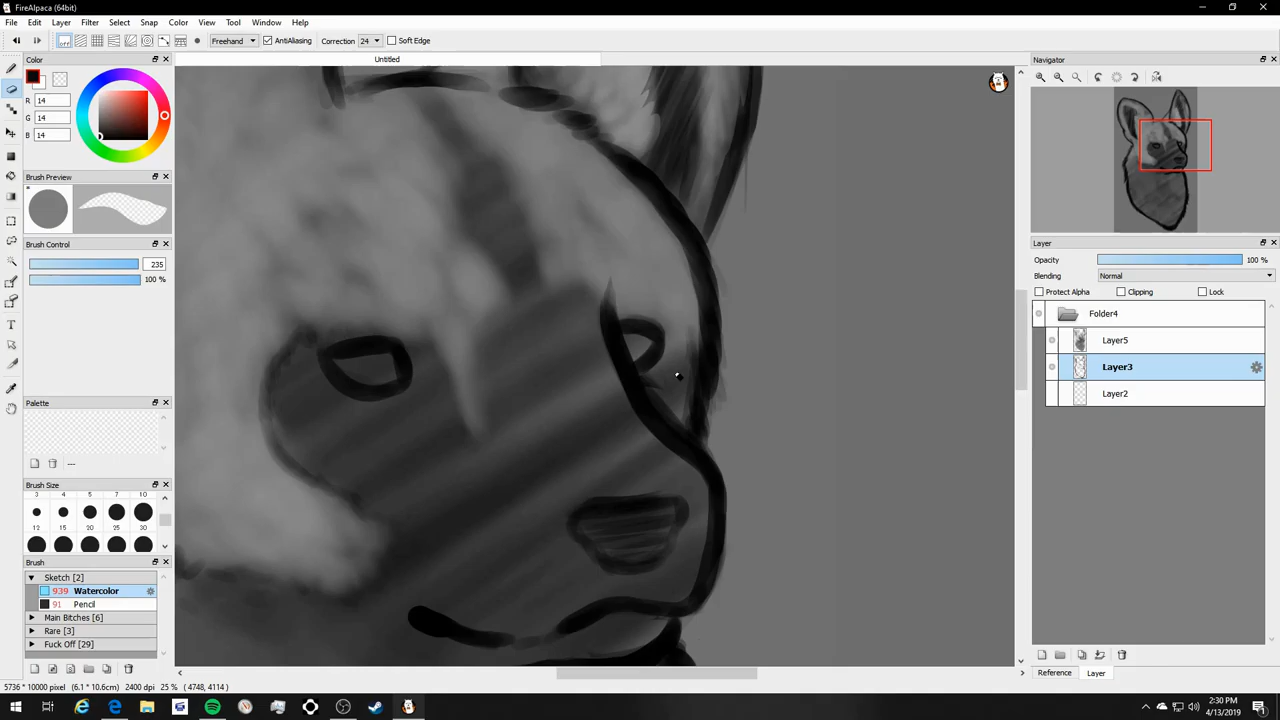 FireAlpaca (64bit)
File Edit Layer Filter Select Snap Color View Tool Window Help
off Freehand AntiAliasing Correction 24 Soft Edge
Untitled
Color
R 14
G 14
B 14
Brush Preview
Brush Control
235
100 %
Palette
---
Brush Size
3 4 5 7 10
12 15 20 25 30
Brush
Sketch [2]
939 Watercolor
91 Pencil
Main Bitches [6]
Rare [3]
Fuck Off [29]
Navigator
Layer
Opacity 100 %
Blending Normal
Protect Alpha Clipping Lock
Folder4
Layer5
Layer3
Layer2
Reference Layer
5736 * 10000 pixel (6.1 * 10.6cm) 2400 dpi 25 % ( 4748, 4114 )
2:30 PM
4/13/2019